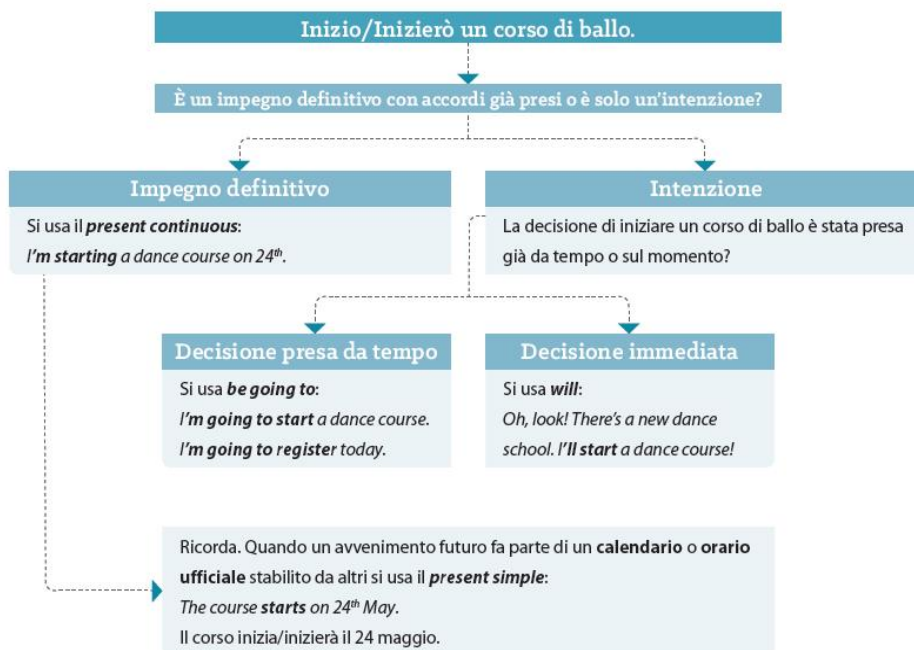 Inizio/Inizierò un corso di ballo.
È un impegno definitivo con accordi già presi o è solo un'intenzione?
Impegno definitivo
Si usa il present continuous:
I'm starting a dance course on 24th.
Intenzione
La decisione di iniziare un corso di ballo è stata presa
già da tempo o sul momento?
Decisione presa da tempo
Si usa be going to:
I'm going to start a dance course.
I'm going to register today.
Decisione immediata
Si usa will:
Oh, look! There's a new dance
school. I'll start a dance course!
Ricorda. Quando un avvenimento futuro fa parte di un calendario o orario
ufficiale stabilito da altri si usa il present simple:
The course starts on 24th May.
Il corso inizia/inizierà il 24 maggio.